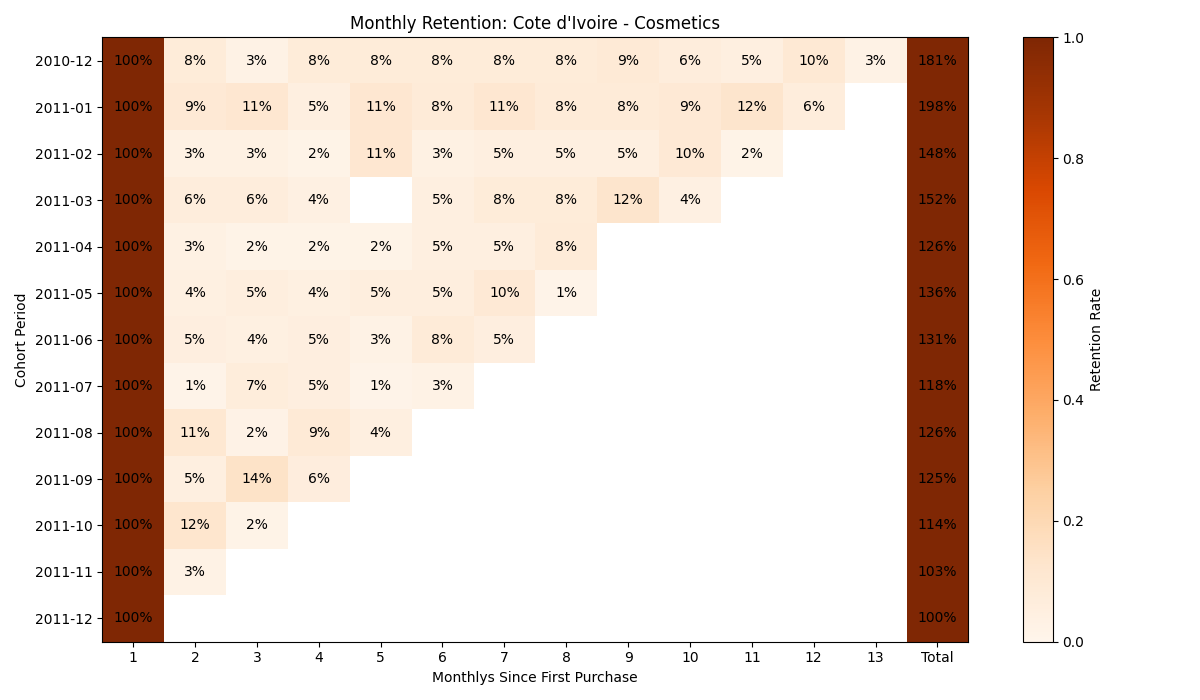 Monthly Retention: Cote d'Ivoire - Cosmetics
2010-12 100% 8% 3% 8% 8% 8% 8% 8% 9% 6% 5% 10% 3% 181%
2011-01 100% 9% 11% 5% 11% 8% 11% 8% 8% 9% 12% 6% 198%
2011-02 100% 3% 3% 2% 11% 3% 5% 5% 5% 10% 2% 148%
2011-03 100% 6% 6% 4% 5% 8% 8% 12% 4% 152%
2011-04 100% 3% 2% 2% 2% 5% 5% 8% 126%
2011-05 100% 4% 5% 4% 5% 5% 10% 1% 136%
2011-06 100% 5% 4% 5% 3% 8% 5% 131%
2011-07 100% 1% 7% 5% 1% 3% 118%
2011-08 100% 11% 2% 9% 4% 126%
2011-09 100% 5% 14% 6% 125%
2011-10 100% 12% 2% 114%
2011-11 100% 3% 103%
2011-12 100% 100%
1 2 3 4 5 6 7 8 9 10 11 12 13 Total
Monthlys Since First Purchase
Cohort Period
1.0
0.8
0.6
0.4
0.2
0.0
Retention Rate